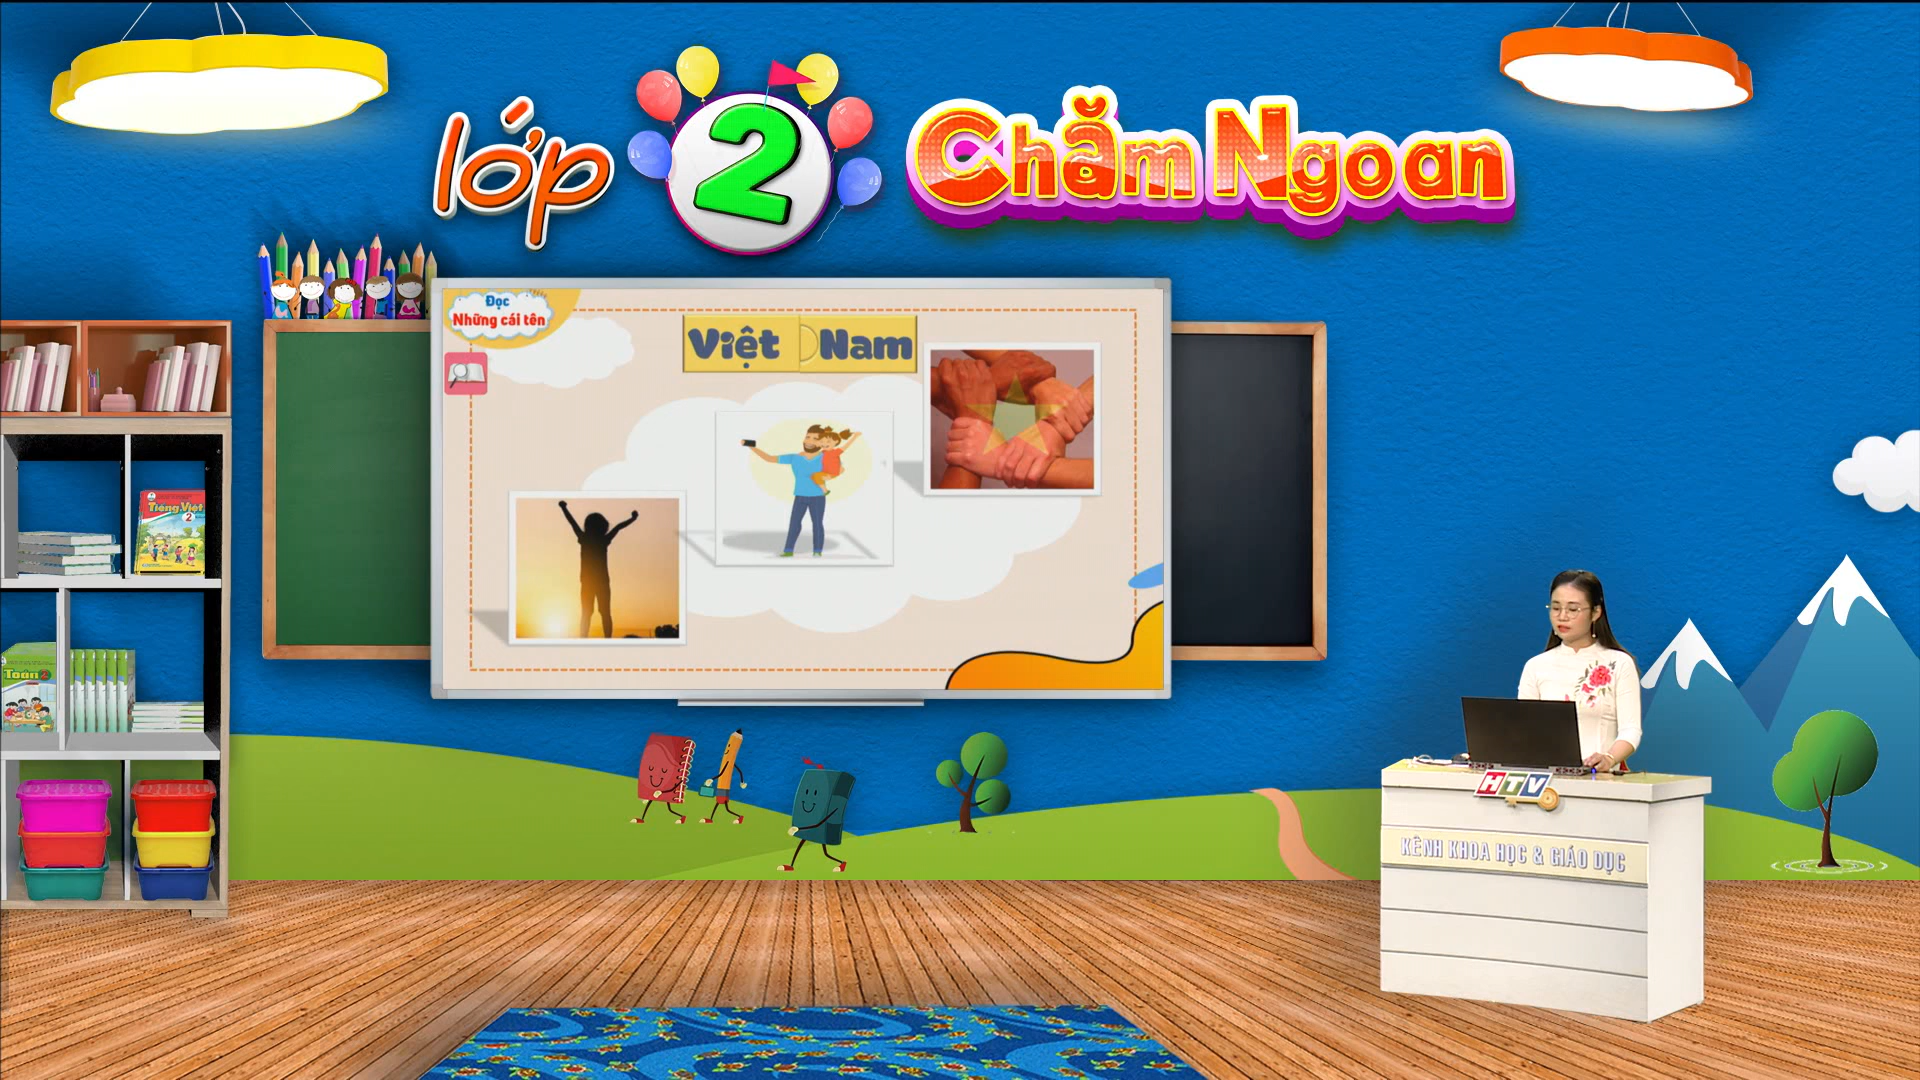 lớp 2 Chăm Ngoan
Đọc
Những cái tên
Việt Nam
Tiếng Việt
2
Toán 2
HTV
KÊNH KHOA HỌC & GIÁO DỤC